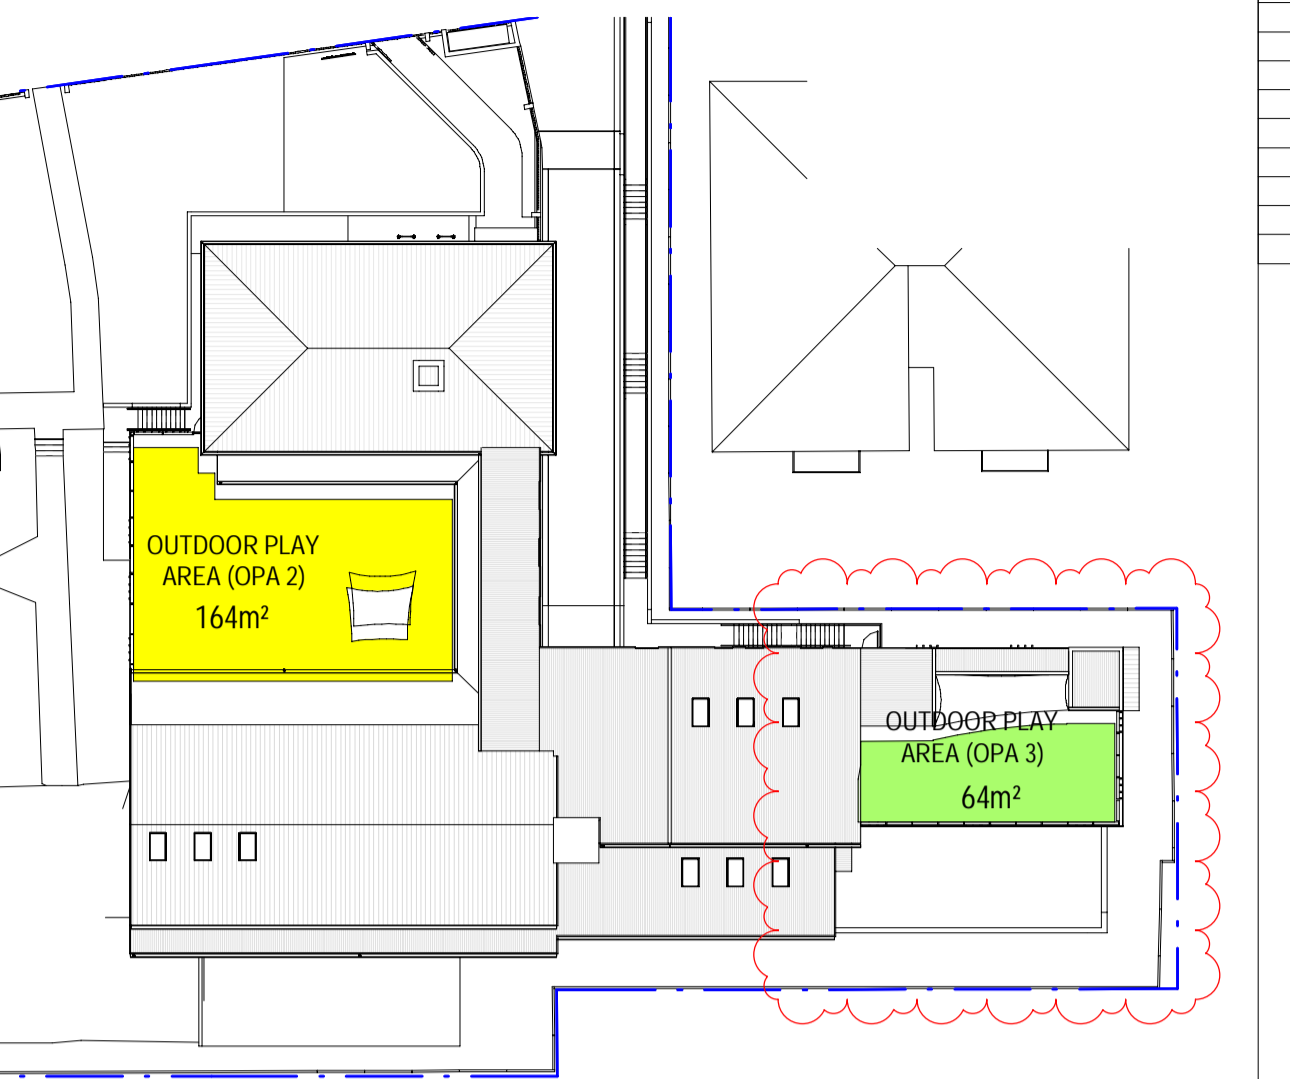 OUTDOOR PLAY
AREA (OPA 2)
164m²
OUTDOOR PLAY
AREA (OPA 3)
64m²